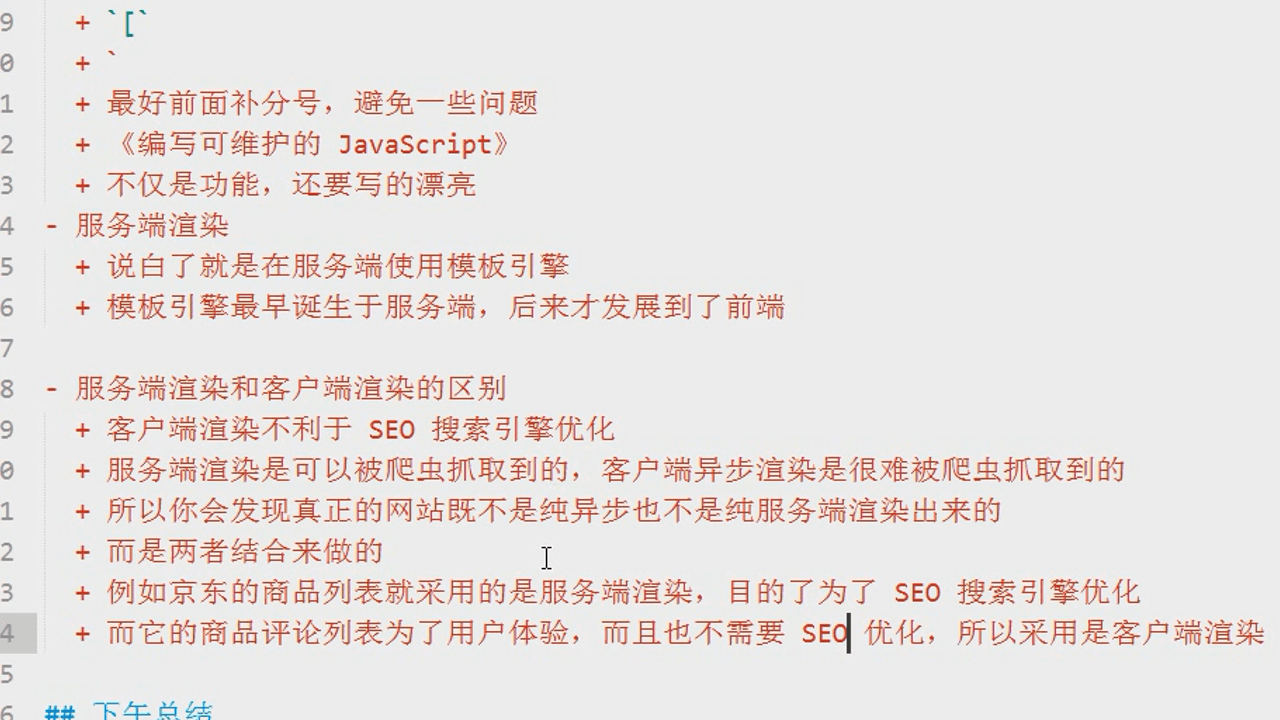 9 + `[`
0 + `
1 + 最好前面补分号，避免一些问题
2 + 《编写可维护的 JavaScript》
3 + 不仅是功能，还要写的漂亮
4 - 服务端渲染
5 + 说白了就是在服务端使用模板引擎
6 + 模板引擎最早诞生于服务端，后来才发展到了前端
7
8 - 服务端渲染和客户端渲染的区别
9 + 客户端渲染不利于 SEO 搜索引擎优化
0 + 服务端渲染是可以被爬虫抓取到的，客户端异步渲染是很难被爬虫抓取到的
1 + 所以你会发现真正的网站既不是纯异步也不是纯服务端渲染出来的
2 + 而是两者结合来做的
3 + 例如京东的商品列表就采用的是服务端渲染，目的了为了 SEO 搜索引擎优化
4 + 而它的商品评论列表为了用户体验，而且也不需要 SEO 优化，所以采用是客户端渲染
5
6 ## 下午总结